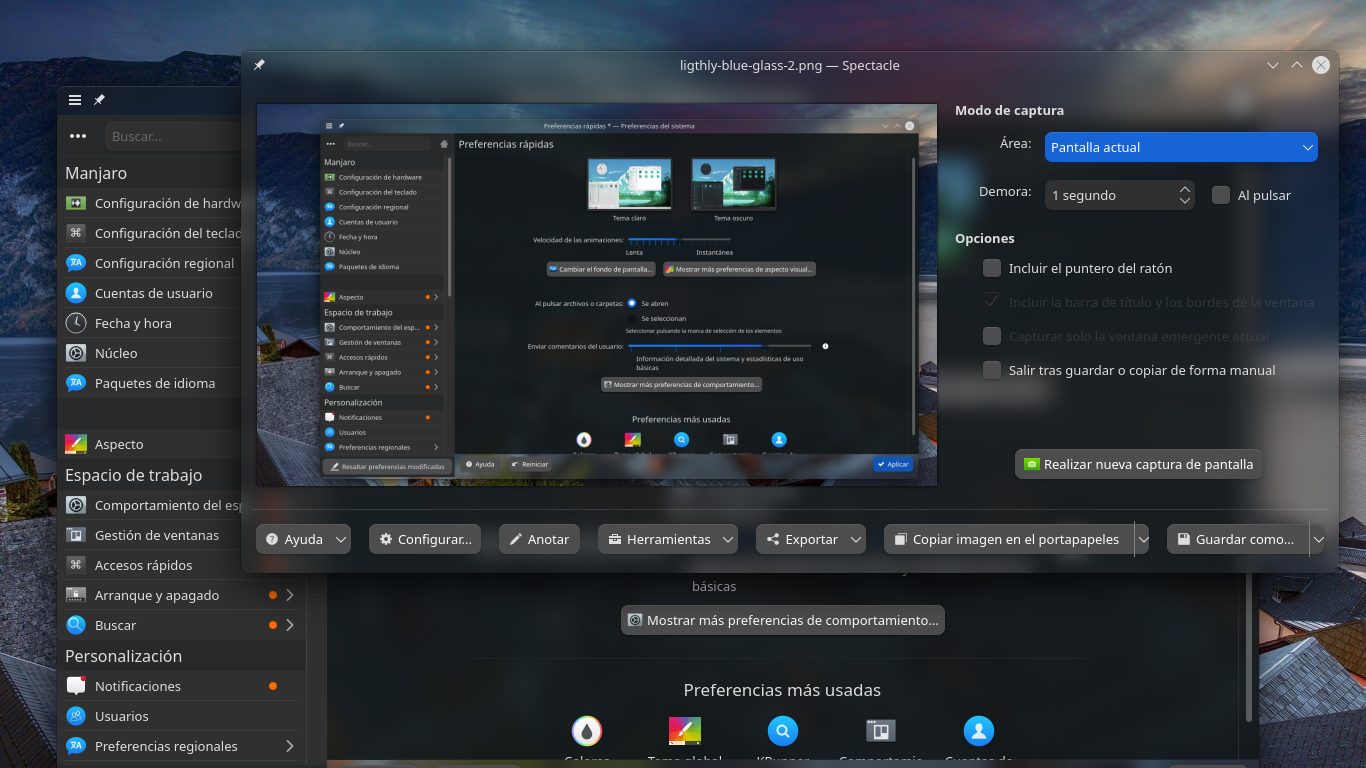 ligthly-blue-glass-2.png — Spectacle
Buscar...
Manjaro
Configuración de hardw
Configuración del teclad
Configuración regional
Cuentas de usuario
Fecha y hora
Núcleo
Paquetes de idioma
Aspecto
Espacio de trabajo
Comportamiento del esp
Gestión de ventanas
Accesos rápidos
Arranque y apagado
Buscar
Personalización
Notificaciones
Usuarios
Preferencias regionales
Preferencias rápidas * — Preferencias del sistema
Buscar...
Preferencias rápidas
Manjaro
Configuración de hardware
Configuración del teclado
Configuración regional
Cuentas de usuario
Fecha y hora
Núcleo
Paquetes de idioma
Aspecto
Espacio de trabajo
Comportamiento del esp...
Gestión de ventanas
Accesos rápidos
Arranque y apagado
Buscar
Personalización
Notificaciones
Usuarios
Preferencias regionales
Resaltar preferencias modificadas
Tema claro
Tema oscuro
Velocidad de las animaciones:
Lenta
Instantánea
Cambiar el fondo de pantalla...
Mostrar más preferencias de aspecto visual...
Al pulsar archivos o carpetas:
Se abren
Se seleccionan
Seleccionar pulsando la marca de selección de los elementos
Enviar comentarios del usuario:
Información detallada del sistema y estadísticas de uso
básicas
Mostrar más preferencias de comportamiento...
Preferencias más usadas
Ayuda
Reiniciar
Aplicar
Modo de captura
Área:
Pantalla actual
Demora:
1 segundo
Al pulsar
Opciones
Incluir el puntero del ratón
Incluir la barra de título y los bordes de la ventana
Capturar solo la ventana emergente actual
Salir tras guardar o copiar de forma manual
Realizar nueva captura de pantalla
Ayuda
Configurar...
Anotar
Herramientas
Exportar
Copiar imagen en el portapapeles
Guardar como...
básicas
Mostrar más preferencias de comportamiento...
Preferencias más usadas